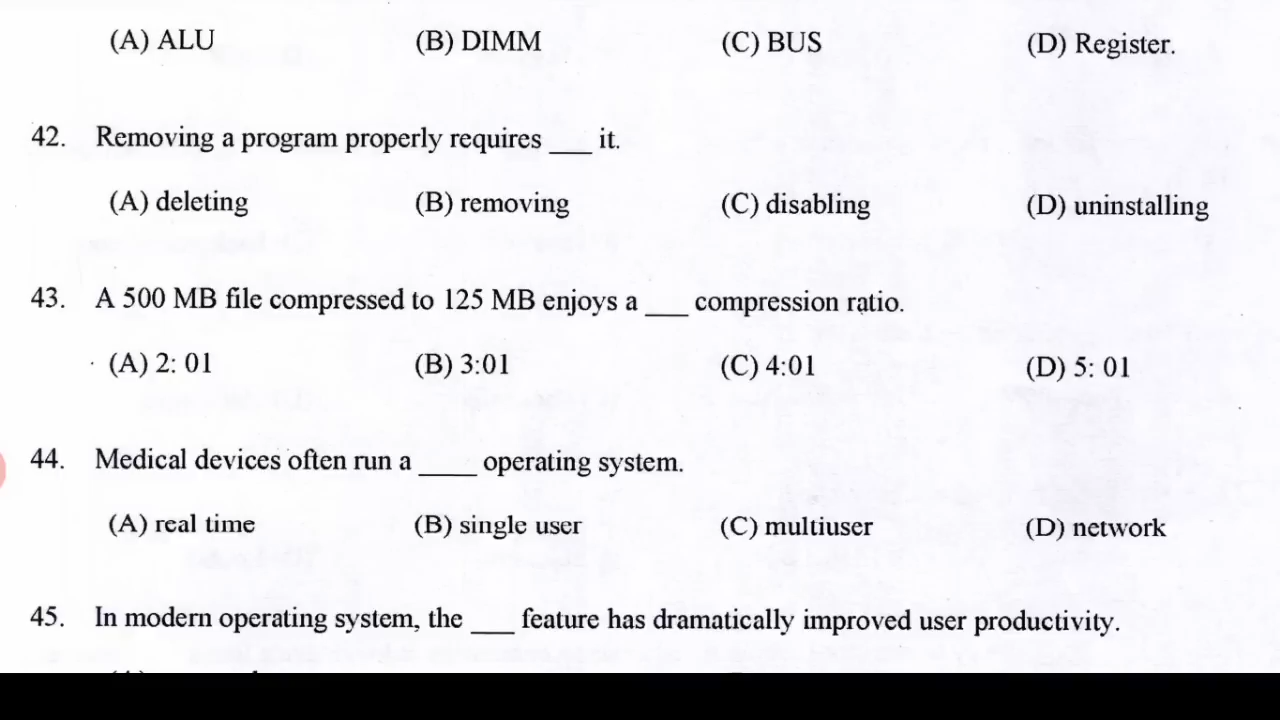 (A) ALU (B) DIMM (C) BUS (D) Register.
42. Removing a program properly requires ___ it.
(A) deleting (B) removing (C) disabling (D) uninstalling
43. A 500 MB file compressed to 125 MB enjoys a ___ compression ratio.
(A) 2: 01 (B) 3:01 (C) 4:01 (D) 5: 01
44. Medical devices often run a ____ operating system.
(A) real time (B) single user (C) multiuser (D) network
45. In modern operating system, the ___ feature has dramatically improved user productivity.